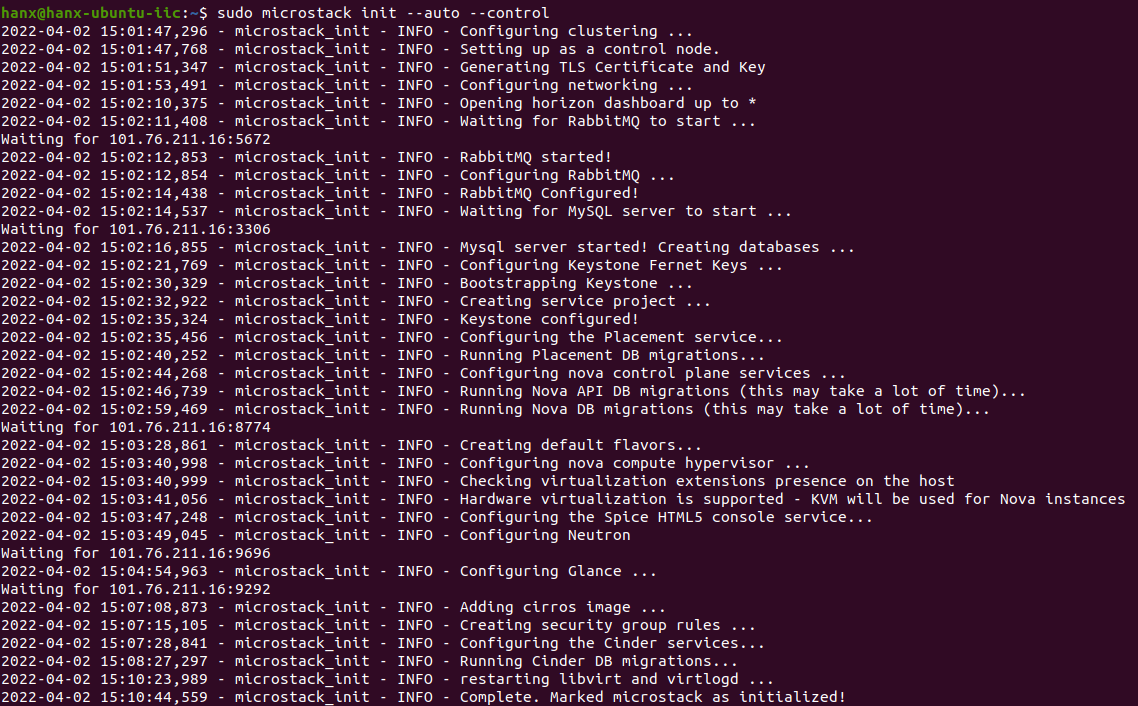 hanx@hanx-ubuntu-iic:~$ sudo microstack init --auto --control
2022-04-02 15:01:47,296 - microstack_init - INFO - Configuring clustering ...
2022-04-02 15:01:47,768 - microstack_init - INFO - Setting up as a control node.
2022-04-02 15:01:51,347 - microstack_init - INFO - Generating TLS Certificate and Key
2022-04-02 15:01:53,491 - microstack_init - INFO - Configuring networking ...
2022-04-02 15:02:10,375 - microstack_init - INFO - Opening horizon dashboard up to *
2022-04-02 15:02:11,408 - microstack_init - INFO - Waiting for RabbitMQ to start ...
Waiting for 101.76.211.16:5672
2022-04-02 15:02:12,853 - microstack_init - INFO - RabbitMQ started!
2022-04-02 15:02:12,854 - microstack_init - INFO - Configuring RabbitMQ ...
2022-04-02 15:02:14,438 - microstack_init - INFO - RabbitMQ Configured!
2022-04-02 15:02:14,537 - microstack_init - INFO - Waiting for MySQL server to start ...
Waiting for 101.76.211.16:3306
2022-04-02 15:02:16,855 - microstack_init - INFO - Mysql server started! Creating databases ...
2022-04-02 15:02:21,769 - microstack_init - INFO - Configuring Keystone Fernet Keys ...
2022-04-02 15:02:30,329 - microstack_init - INFO - Bootstrapping Keystone ...
2022-04-02 15:02:32,922 - microstack_init - INFO - Creating service project ...
2022-04-02 15:02:35,324 - microstack_init - INFO - Keystone configured!
2022-04-02 15:02:35,456 - microstack_init - INFO - Configuring the Placement service...
2022-04-02 15:02:40,252 - microstack_init - INFO - Running Placement DB migrations...
2022-04-02 15:02:44,268 - microstack_init - INFO - Configuring nova control plane services ...
2022-04-02 15:02:46,739 - microstack_init - INFO - Running Nova API DB migrations (this may take a lot of time)...
2022-04-02 15:02:59,469 - microstack_init - INFO - Running Nova DB migrations (this may take a lot of time)...
Waiting for 101.76.211.16:8774
2022-04-02 15:03:28,861 - microstack_init - INFO - Creating default flavors...
2022-04-02 15:03:40,998 - microstack_init - INFO - Configuring nova compute hypervisor ...
2022-04-02 15:03:40,999 - microstack_init - INFO - Checking virtualization extensions presence on the host
2022-04-02 15:03:41,056 - microstack_init - INFO - Hardware virtualization is supported - KVM will be used for Nova instances
2022-04-02 15:03:47,248 - microstack_init - INFO - Configuring the Spice HTML5 console service...
2022-04-02 15:03:49,045 - microstack_init - INFO - Configuring Neutron
Waiting for 101.76.211.16:9696
2022-04-02 15:04:54,963 - microstack_init - INFO - Configuring Glance ...
Waiting for 101.76.211.16:9292
2022-04-02 15:07:08,873 - microstack_init - INFO - Adding cirros image ...
2022-04-02 15:07:15,105 - microstack_init - INFO - Creating security group rules ...
2022-04-02 15:07:28,841 - microstack_init - INFO - Configuring the Cinder services...
2022-04-02 15:08:27,297 - microstack_init - INFO - Running Cinder DB migrations...
2022-04-02 15:10:23,989 - microstack_init - INFO - restarting libvirt and virtlogd ...
2022-04-02 15:10:44,559 - microstack_init - INFO - Complete. Marked microstack as initialized!